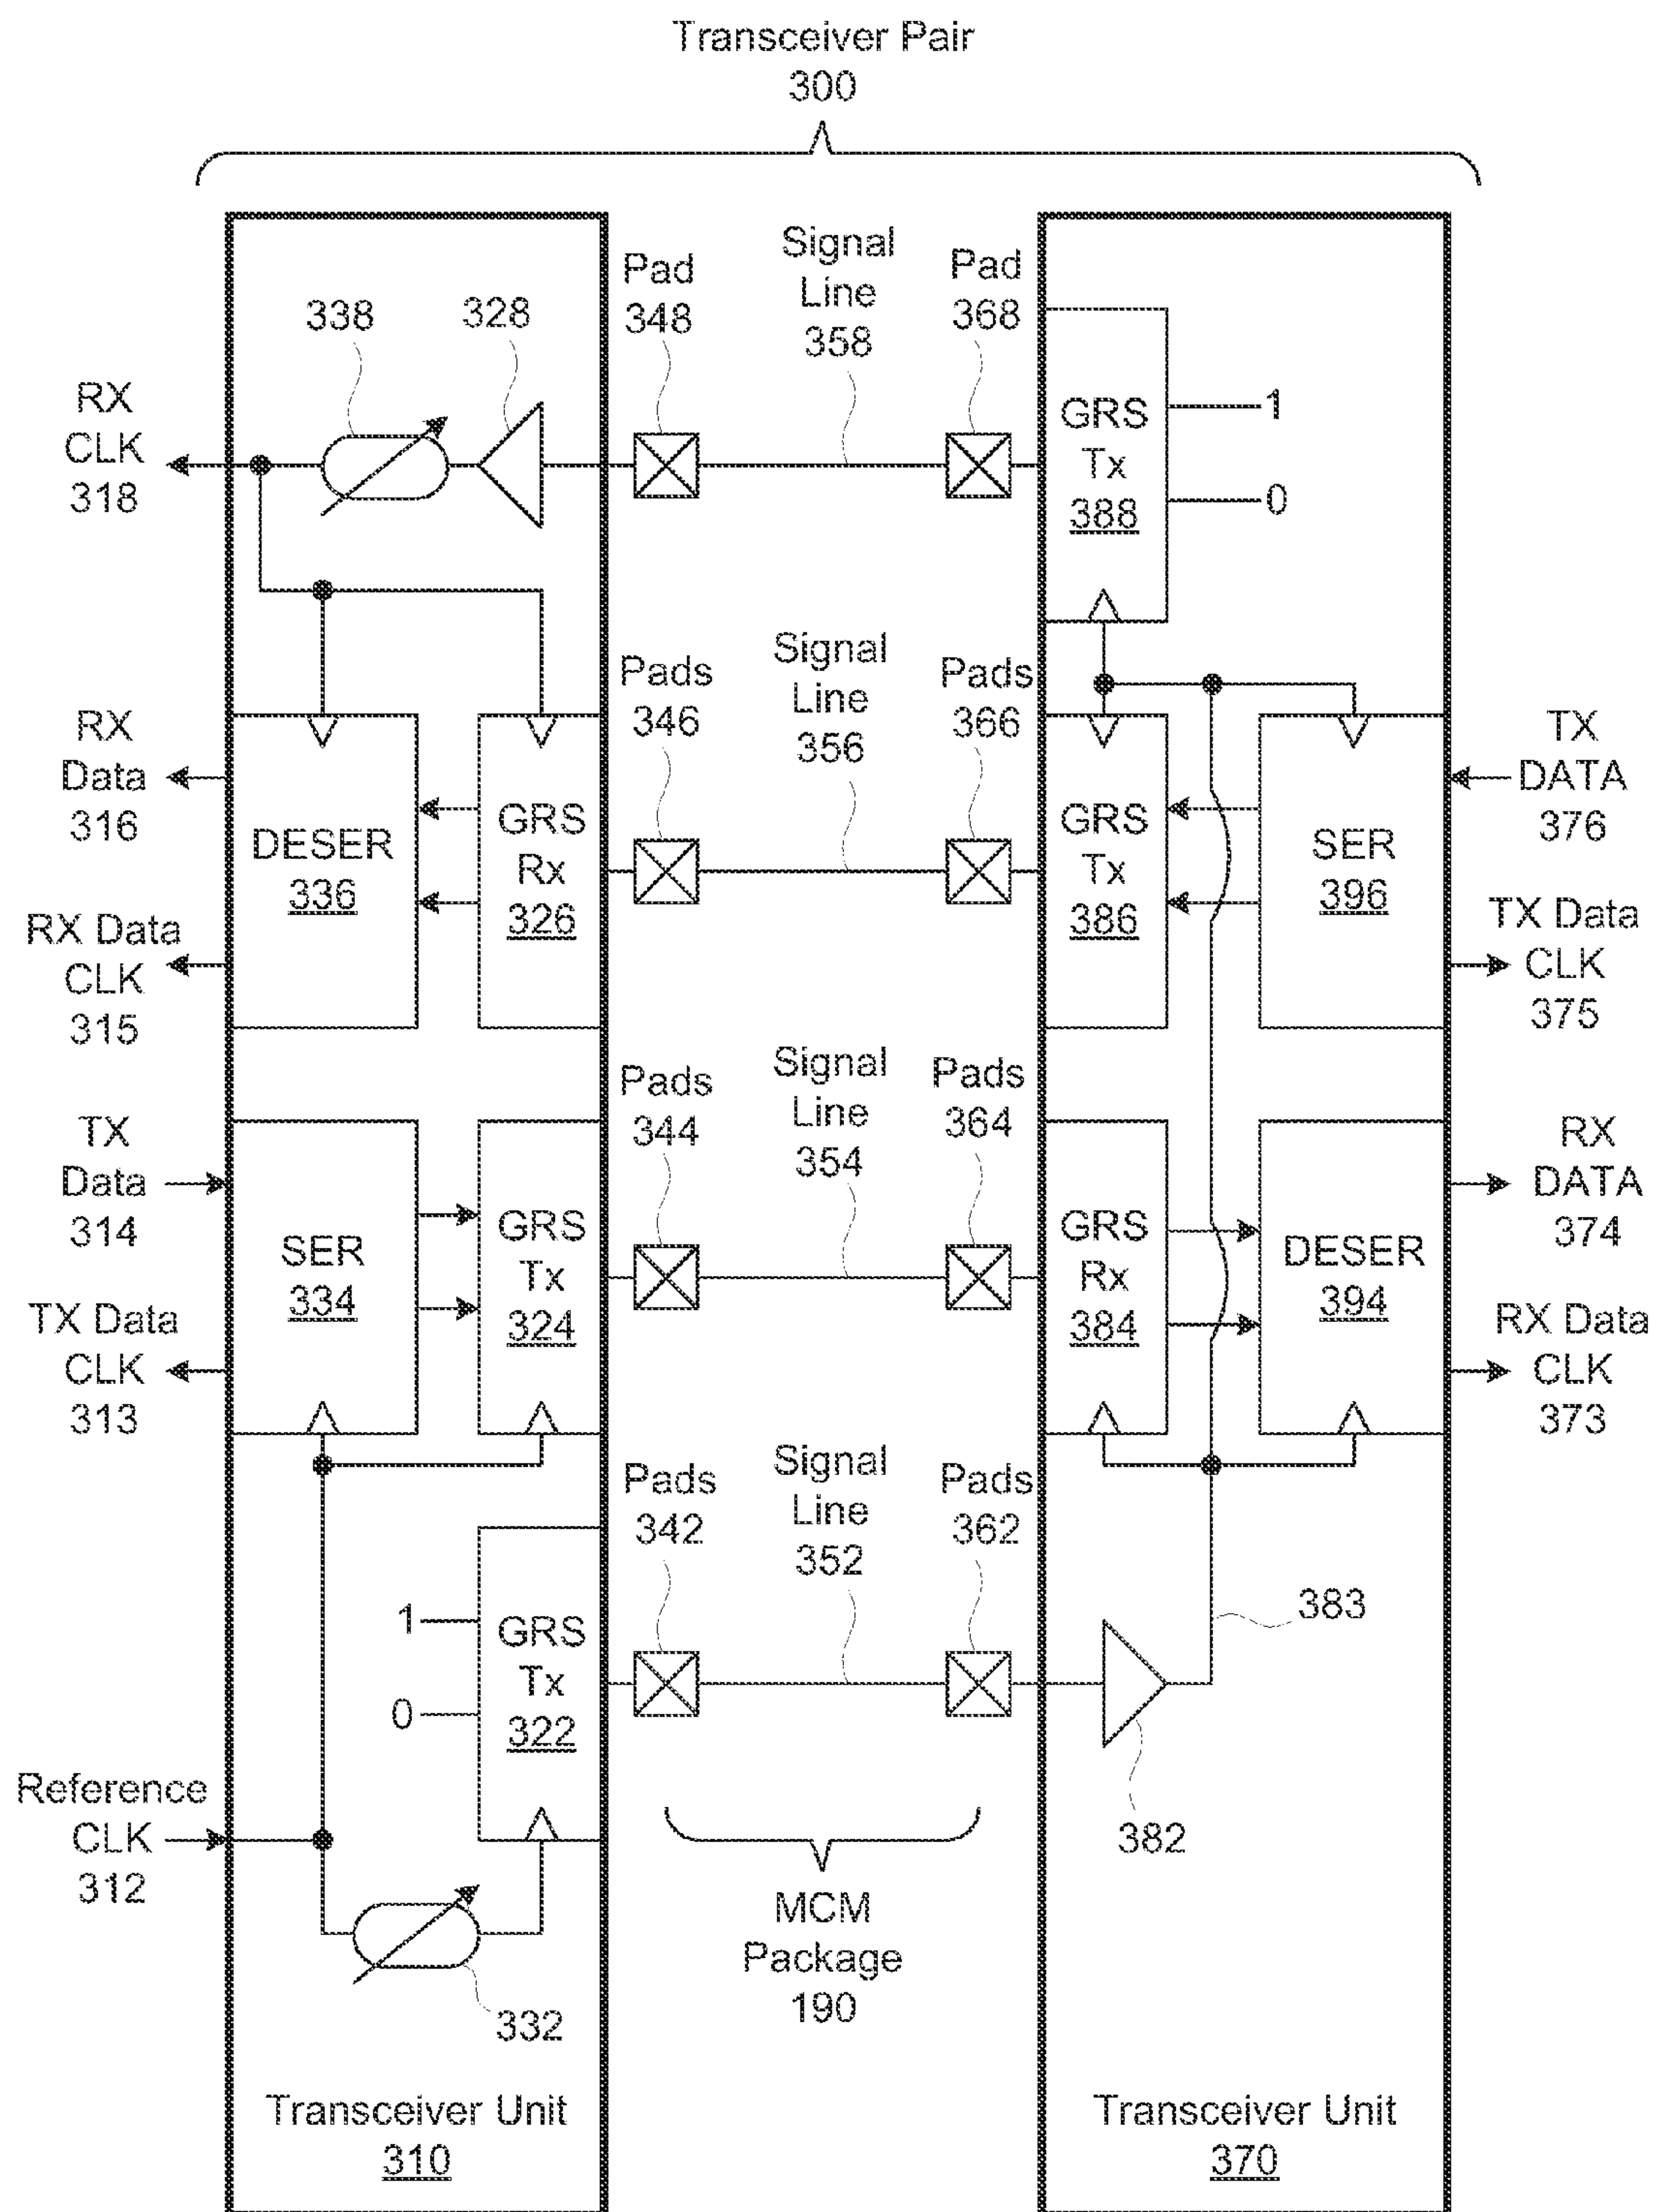 Transceiver Pair
300
338
328
Pad
348
Signal
Line
358
Pad
368
RX
CLK
318
GRS
Tx
388
1
0
Pads
346
Signal
Line
356
Pads
366
RX
Data
316
RX Data
CLK
315
DESER
336
GRS
Rx
326
GRS
Tx
386
SER
396
TX
DATA
376
TX Data
CLK
375
Pads
344
Signal
Line
354
Pads
364
TX
Data
314
TX Data
CLK
313
SER
334
GRS
Tx
324
GRS
Rx
384
DESER
394
RX
DATA
374
RX Data
CLK
373
Pads
342
Signal
Line
352
Pads
362
1
0
GRS
Tx
322
383
382
Reference
CLK
312
332
MCM
Package
190
Transceiver Unit
310
Transceiver Unit
370